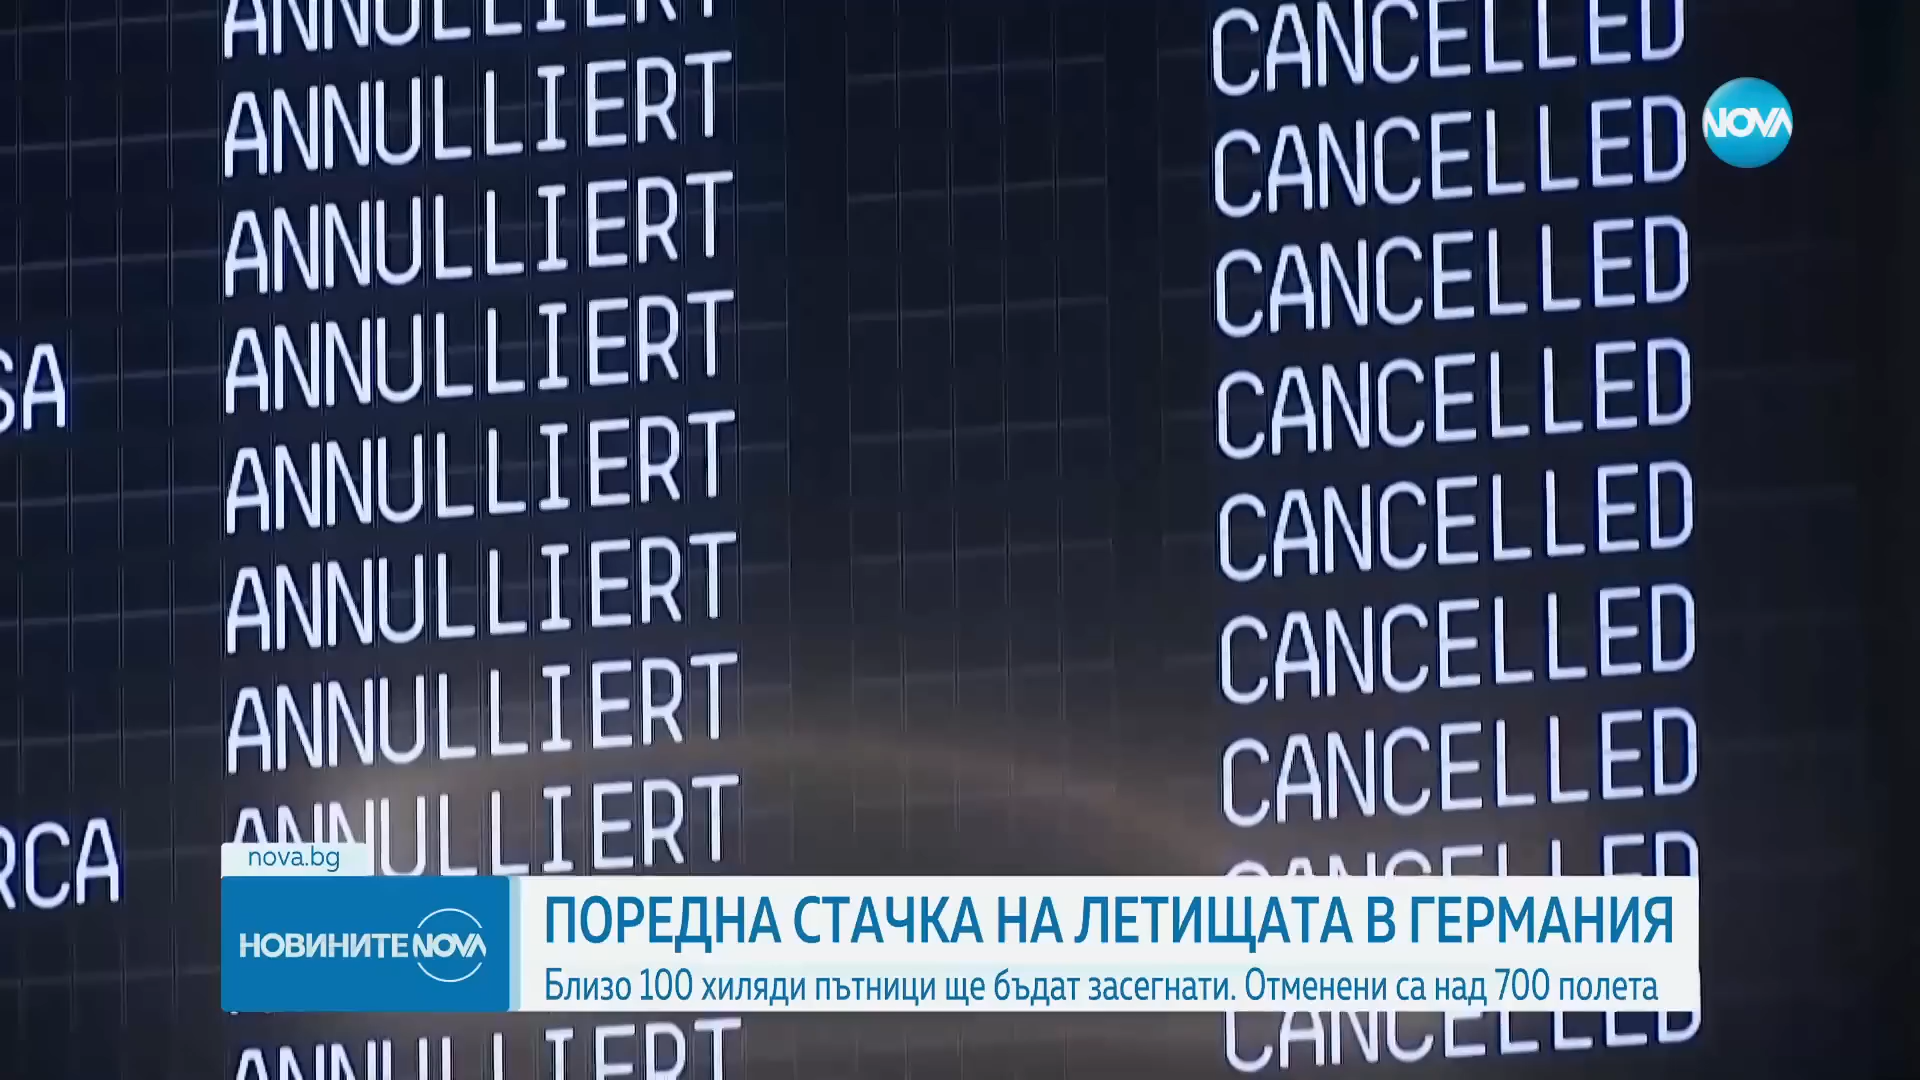 ANNULLIERT CANCELLED
ANNULLIERT CANCELLED
NOVA
ANNULLIERT CANCELLED
ANNULLIERT CANCELLED
SA
ANNULLIERT CANCELLED
ANNULLIERT CANCELLED
ANNULLIERT CANCELLED
ANNULLIERT CANCELLED
RCA
nova.bg
НОВИНИТЕ NOVA
ПОРЕДНА СТАЧКА НА ЛЕТИЩАТА В ГЕРМАНИЯ
Близо 100 хиляди пътници ще бъдат засегнати. Отменени са над 700 полета
ANNULLIERT CANCELLED